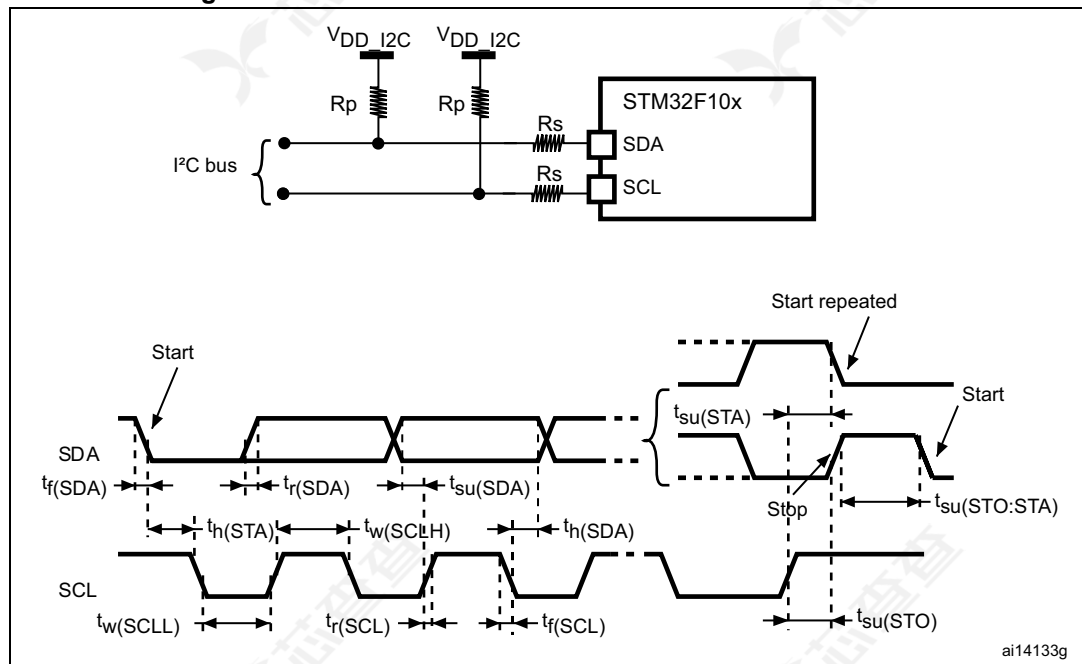 VDD_I2C VDD_I2C
Rp Rp
STM32F10x
Rs
SDA
I²C bus
Rs
SCL
Start repeated
Start
Start
tsu(STA)
SDA
tf(SDA) tr(SDA) tsu(SDA)
Stop
tsu(STO:STA)
th(STA) tw(SCLH) th(SDA)
SCL
tw(SCLL) tr(SCL) tf(SCL) tsu(STO)
ai14133g